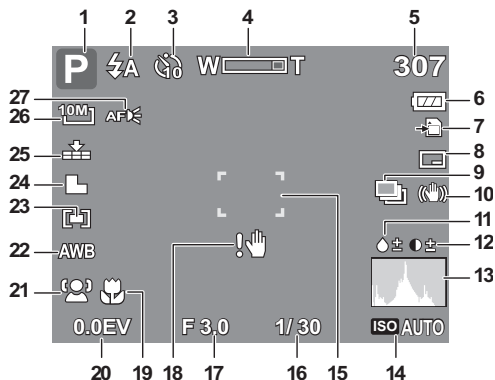 1 2 3 4 5
P ⚡A 10 W T 307
27 6
26 10M AF 7
25 8
24 9
23 10
22 AWB 11 12
21 13
0.0EV F 3.0 1/ 30 ISO AUTO
20 19 18 17 16 15 14